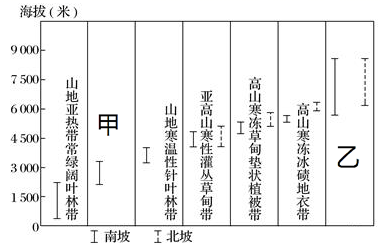 海拔(米)
9 000
7 500
6 000
4 500
3 000
1 500
0
山地亚热带常绿阔叶林带
甲
山地寒温性针叶林带
亚高山寒性灌丛草甸带
高山寒冻草甸垫状植被带
高山寒冻冰碛地衣带
乙
南坡
北坡